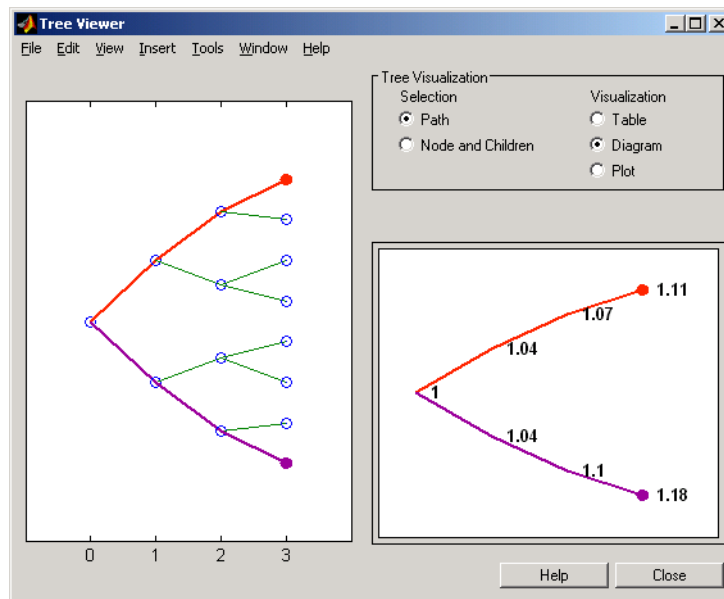 Tree Viewer
File Edit View Insert Tools Window Help
Tree Visualization
Selection
Visualization
Path
Table
Node and Children
Diagram
Plot
0 1 2 3
1.11
1.07
1.04
1
1.04
1.1
1.18
Help
Close